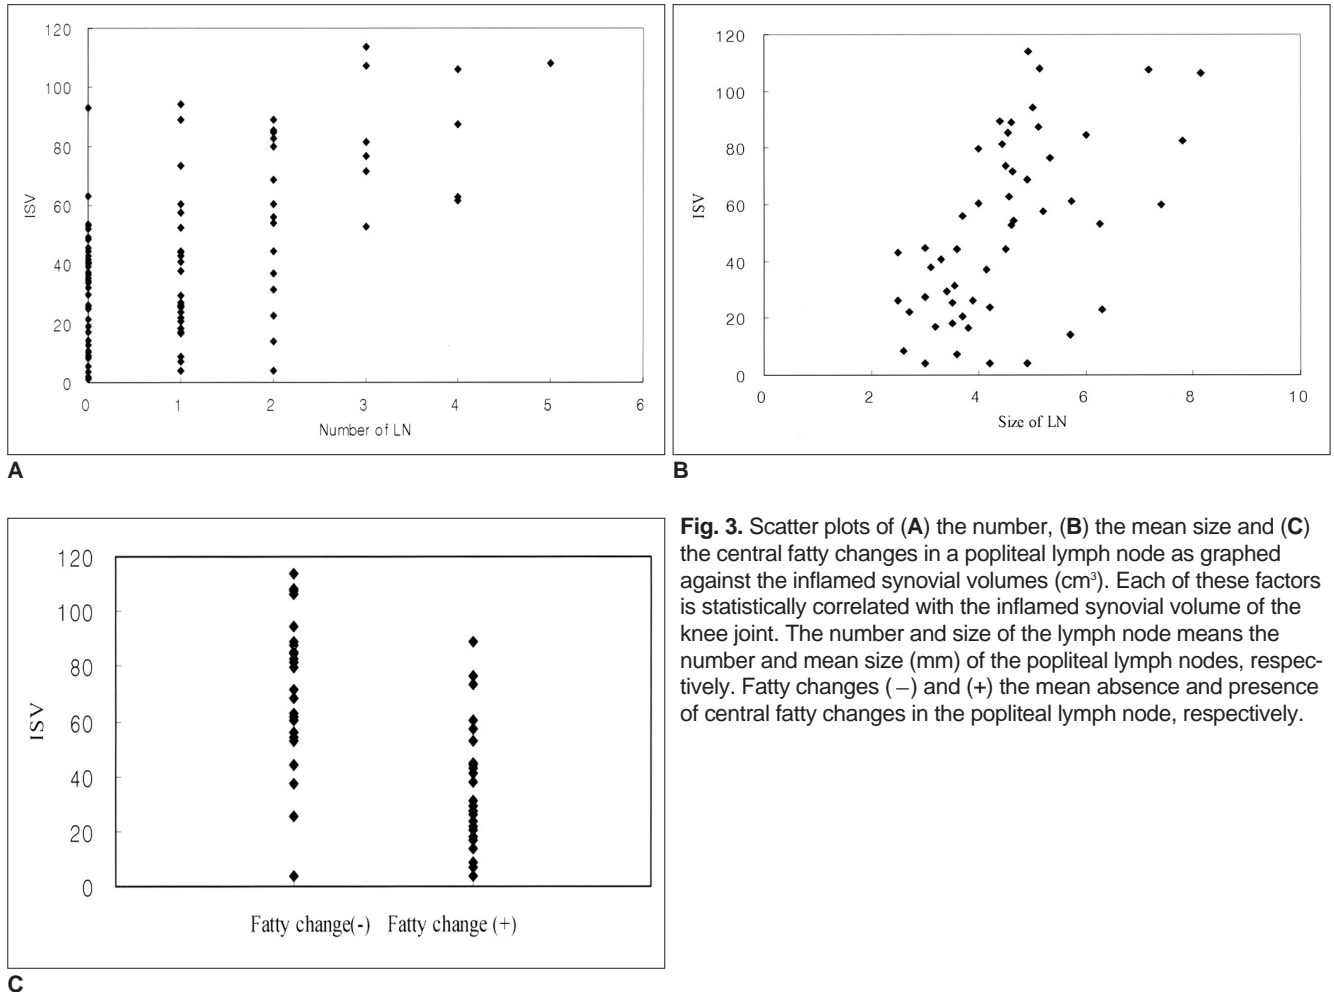 120
100
80
60
40
20
0
ISV
0 1 2 3 4 5 6
Number of LN
A
120
100
80
60
40
20
0
ISV
0 2 4 6 8 10
Size of LN
B
120
100
80
60
40
20
0
ISV
Fatty change(-) Fatty change (+)
C
Fig. 3. Scatter plots of (A) the number, (B) the mean size and (C)
the central fatty changes in a popliteal lymph node as graphed
against the inflamed synovial volumes (cm³). Each of these factors
is statistically correlated with the inflamed synovial volume of the
knee joint. The number and size of the lymph node means the
number and mean size (mm) of the popliteal lymph nodes, respec-
tively. Fatty changes (−) and (+) the mean absence and presence
of central fatty changes in the popliteal lymph node, respectively.